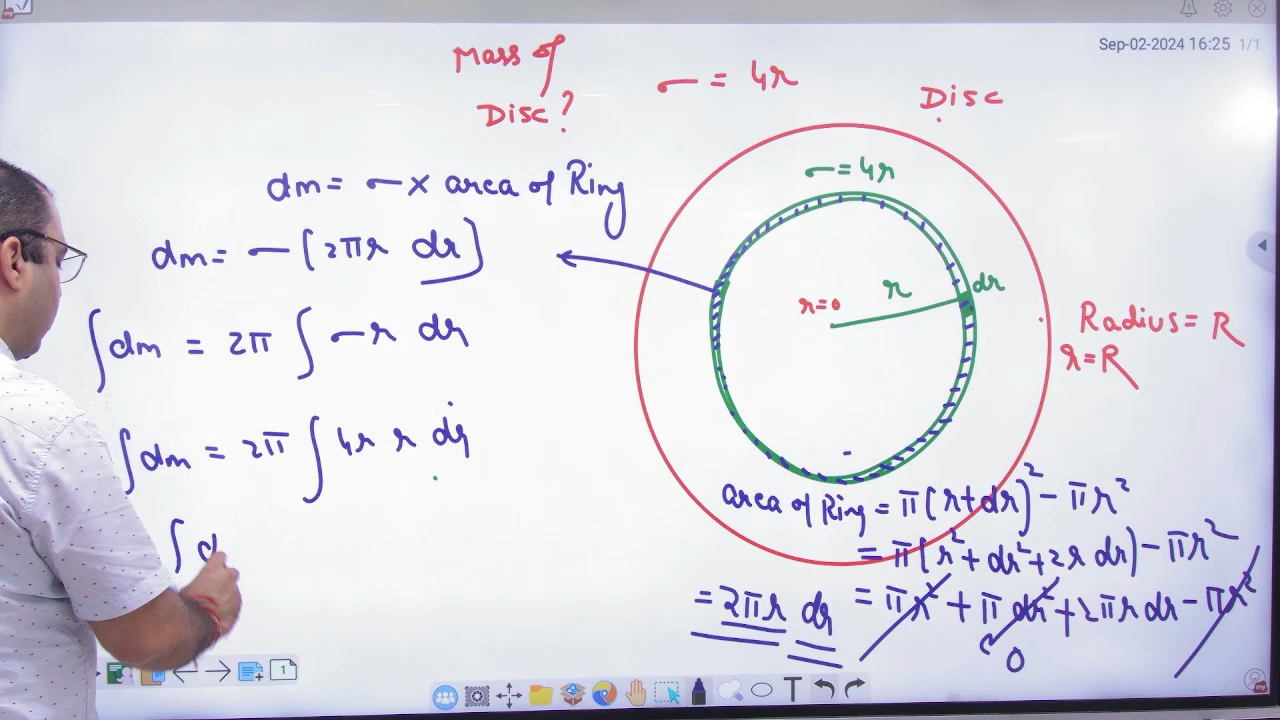 Sep-02-2024 16:25 1/1
Mass of
Disc?
σ = 4r
Disc
dm = σ × area of Ring
dm = σ (2πr dr)
∫dm = 2π ∫ σ r dr
∫dm = 2π ∫ 4r r dr
∫ d
σ = 4r
r=0
r
dr
Radius = R
r=R
area of Ring = π(r+dr)² - πr²
= π(r² + dr² + 2r dr) - πr²
= πr² + πdr² + 2πr dr - πr²
0
= 2πr dr
1
T